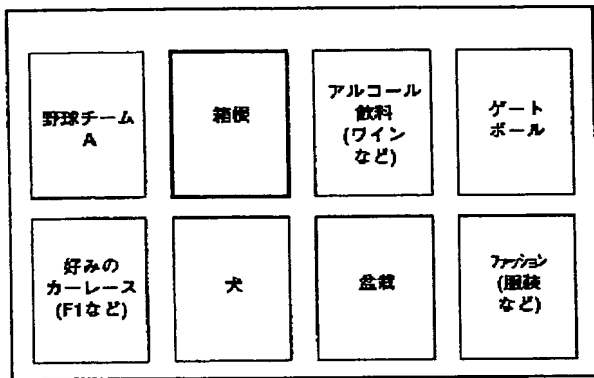 野球チーム
A
箱根
アルコール
飲料
(ワイン
など)
ゲート
ボール
好みの
カーレース
(F1など)
犬
盆栽
ファッション
(服装
など)